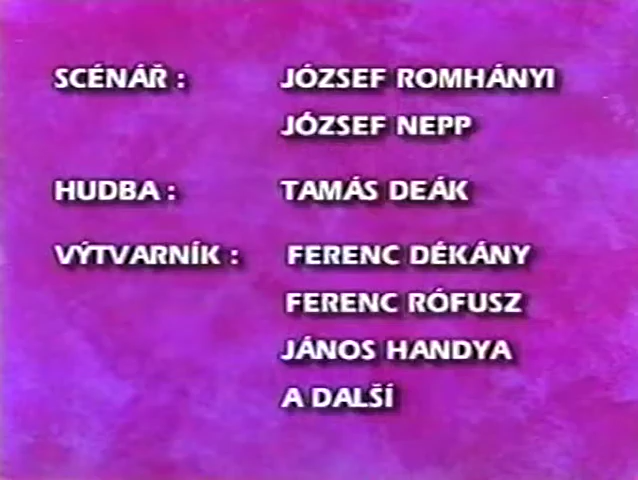 SCÉNÁŘ : JÓZSEF ROMHÁNYI
JÓZSEF NEPP
HUDBA : TAMÁS DEÁK
VÝTVARNÍK : FERENC DÉKÁNY
FERENC RÓFUSZ
JÁNOS HANDYA
A DALŠÍ